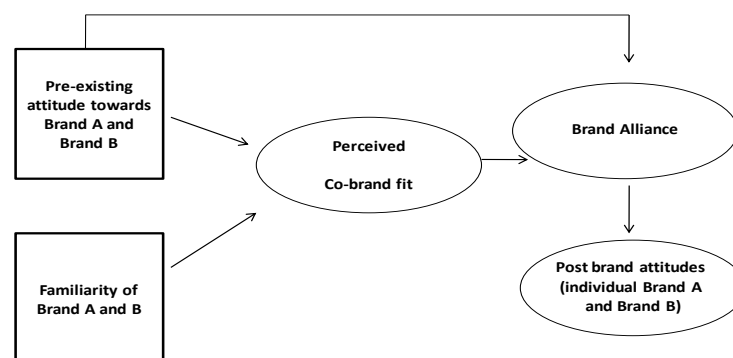 Pre-existing
attitude towards
Brand A and
Brand B
Perceived
Co-brand fit
Brand Alliance
Familiarity of
Brand A and B
Post brand attitudes
(individual Brand A
and Brand B)